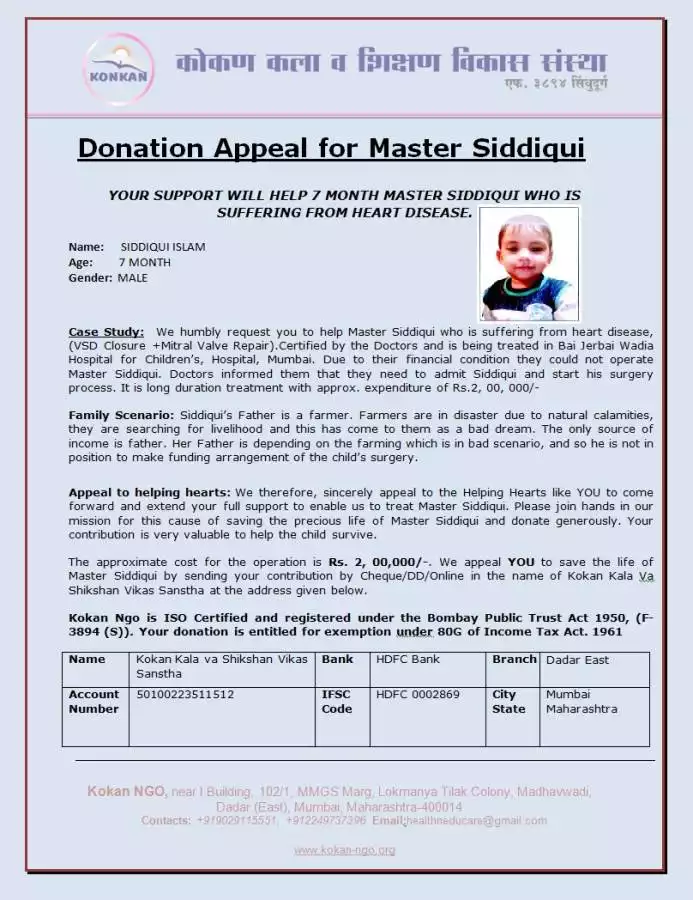 KONKAN
कोकण कला व शिक्षण विकास संस्था
एफ. ३८९४ सिंधुदूर्ग
Donation Appeal for Master Siddiqui
YOUR SUPPORT WILL HELP 7 MONTH MASTER SIDDIQUI WHO IS
SUFFERING FROM HEART DISEASE.
Name: SIDDIQUI ISLAM
Age: 7 MONTH
Gender: MALE
Case Study: We humbly request you to help Master Siddiqui who is suffering from heart disease,
(VSD Closure +Mitral Valve Repair).Certified by the Doctors and is being treated in Bai Jerbai Wadia
Hospital for Children's, Hospital, Mumbai. Due to their financial condition they could not operate
Master Siddiqui. Doctors informed them that they need to admit Siddiqui and start his surgery
process. It is long duration treatment with approx. expenditure of Rs.2, 00, 000/-
Family Scenario: Siddiqui's Father is a farmer. Farmers are in disaster due to natural calamities,
they are searching for livelihood and this has come to them as a bad dream. The only source of
income is father. Her Father is depending on the farming which is in bad scenario, and so he is not in
position to make funding arrangement of the child's surgery.
Appeal to helping hearts: We therefore, sincerely appeal to the Helping Hearts like YOU to come
forward and extend your full support to enable us to treat Master Siddiqui. Please join hands in our
mission for this cause of saving the precious life of Master Siddiqui and donate generously. Your
contribution is very valuable to help the child survive.
The approximate cost for the operation is Rs. 2, 00,000/-. We appeal YOU to save the life of
Master Siddiqui by sending your contribution by Cheque/DD/Online in the name of Kokan Kala Va
Shikshan Vikas Sanstha at the address given below.
Kokan Ngo is ISO Certified and registered under the Bombay Public Trust Act 1950, (F-
3894 (S)). Your donation is entitled for exemption under 80G of Income Tax Act. 1961
Name Kokan Kala va Shikshan Vikas Bank HDFC Bank Branch Dadar East
Sanstha
Account 50100223511512 IFSC HDFC 0002869 City Mumbai
Number Code State Maharashtra
Kokan NGO, near I Building, 102/1, MMGS Marg, Lokmanya Tilak Colony, Madhavwadi,
Dadar (East), Mumbai, Maharashtra-400014
Contacts: +919029115551, +912249737396 Email:healthneducare@gmail.com
www.kokan-ngo.org